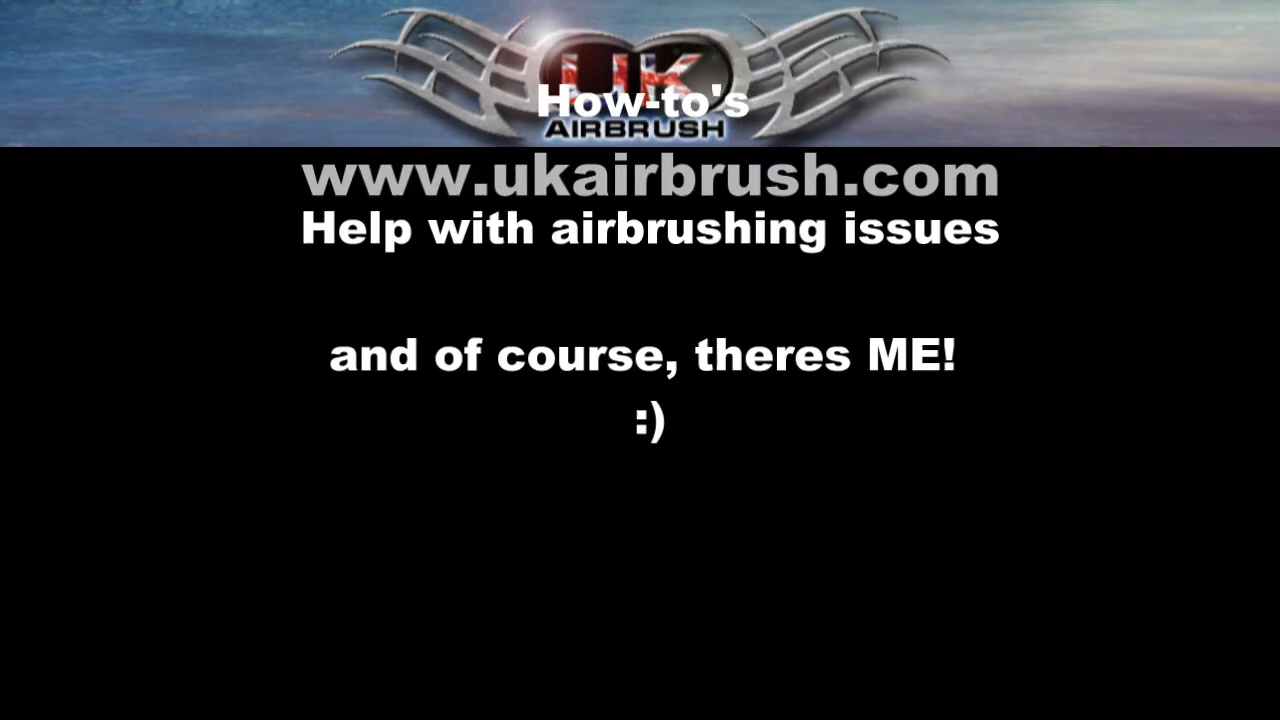 UK
How-to's
AIRBRUSH
www.ukairbrush.com
Help with airbrushing issues
and of course, theres ME!
:)